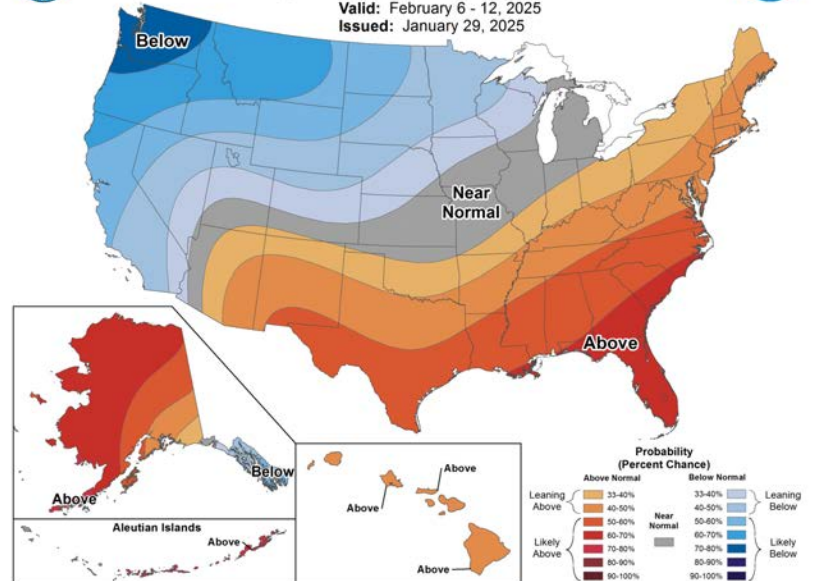 Valid: February 6 - 12, 2025
Issued: January 29, 2025
Below
Near
Normal
Above
Above
Below
Aleutian Islands
Above
Above
Above
Above
Probability
(Percent Chance)
Above Normal
Below Normal
Leaning
Above
33-40%
40-50%
Likely
Above
50-60%
60-70%
70-80%
80-90%
90-100%
Near
Normal
33-40%
40-50%
Leaning
Below
50-60%
60-70%
70-80%
80-90%
90-100%
Likely
Below